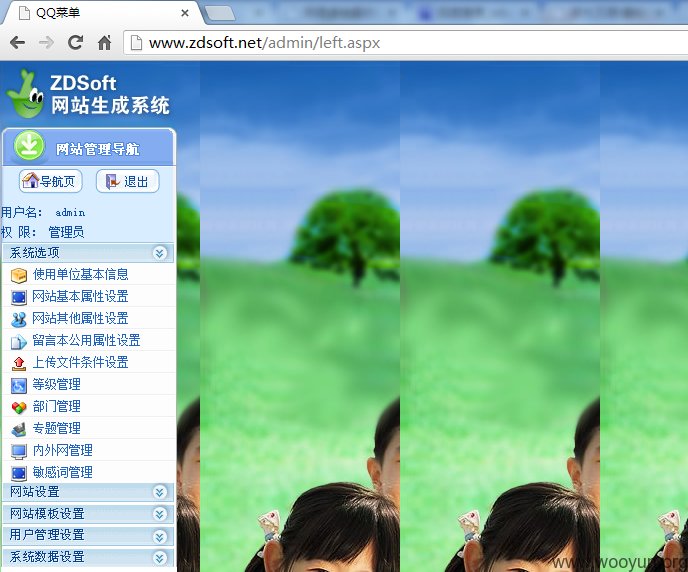 QQ菜单
www.zdsoft.net/admin/left.aspx
ZDSoft
网站生成系统
网站管理导航
导航页 退出
用户名： admin
权 限： 管理员
系统选项
使用单位基本信息
网站基本属性设置
网站其他属性设置
留言本公用属性设置
上传文件条件设置
等级管理
部门管理
专题管理
内外网管理
敏感词管理
网站设置
网站模板设置
用户管理设置
系统数据设置
www.wooyun.org